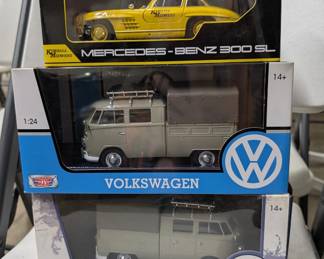 MERCEDES-BENZ 300 SL
14+
1:24
VOLKSWAGEN
14+